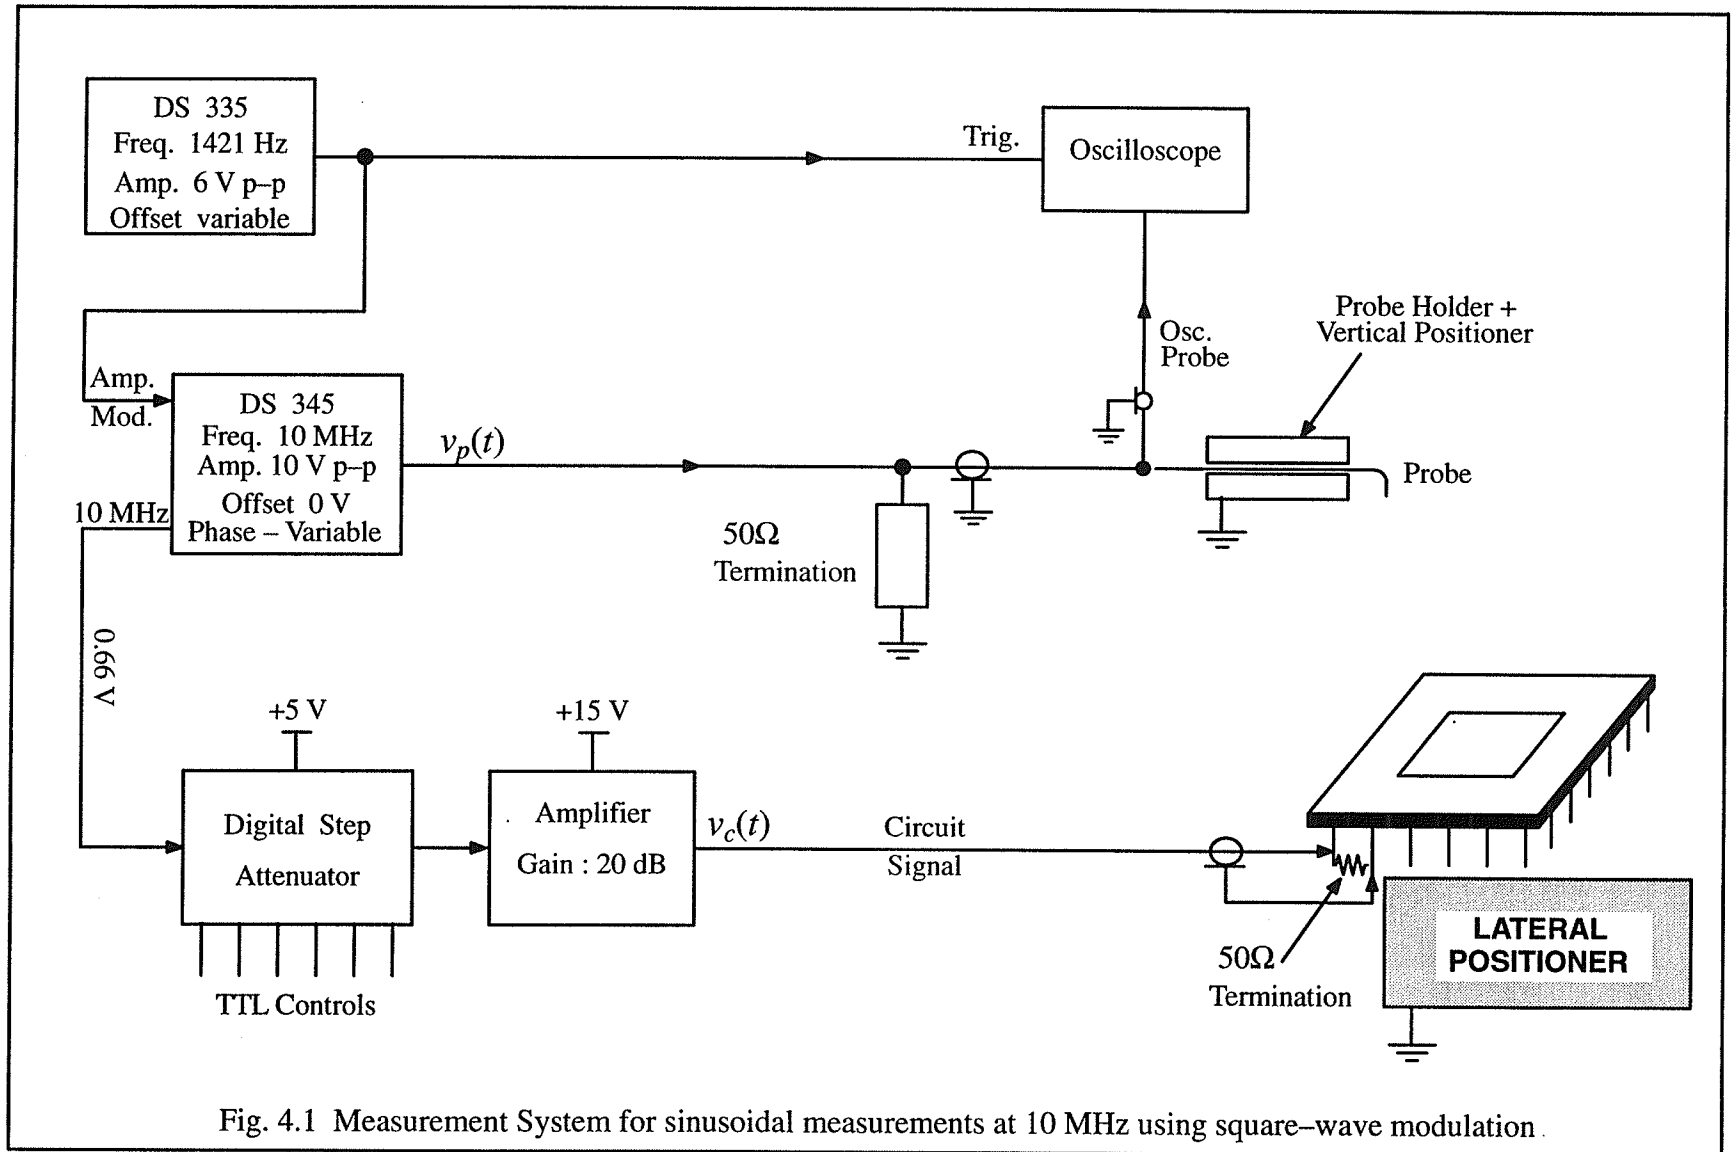 DS 335
Freq. 1421 Hz
Amp. 6 V p–p
Offset variable
Trig.
Oscilloscope
Osc.
Probe
Probe Holder +
Vertical Positioner
Amp.
Mod.
DS 345
Freq. 10 MHz
Amp. 10 V p–p
Offset 0 V
Phase – Variable
10 MHz
v_p(t)
Probe
50Ω
Termination
0.66 V
+5 V
+15 V
Digital Step
Attenuator
TTL Controls
Amplifier
Gain : 20 dB
v_c(t)
Circuit
Signal
50Ω
Termination
LATERAL
POSITIONER
Fig. 4.1 Measurement System for sinusoidal measurements at 10 MHz using square–wave modulation